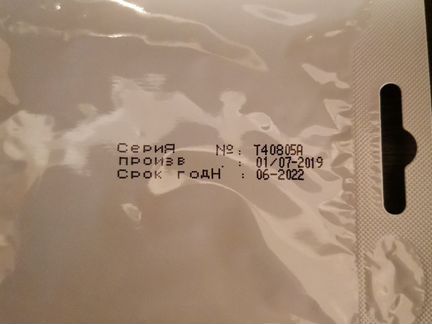 Серия №: T40805A
произв. : 01/07-2019
Срок годн. : 06-2022